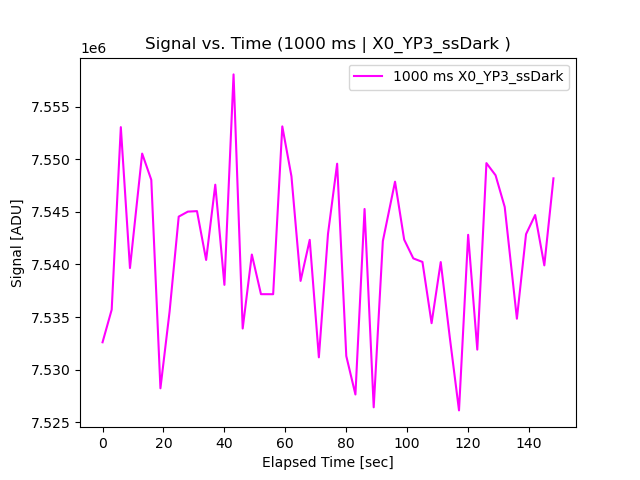 Signal vs. Time (1000 ms | X0_YP3_ssDark )
1e6
1000 ms X0_YP3_ssDark
7.555
7.550
7.545
7.540
7.535
7.530
7.525
Signal [ADU]
0 20 40 60 80 100 120 140
Elapsed Time [sec]